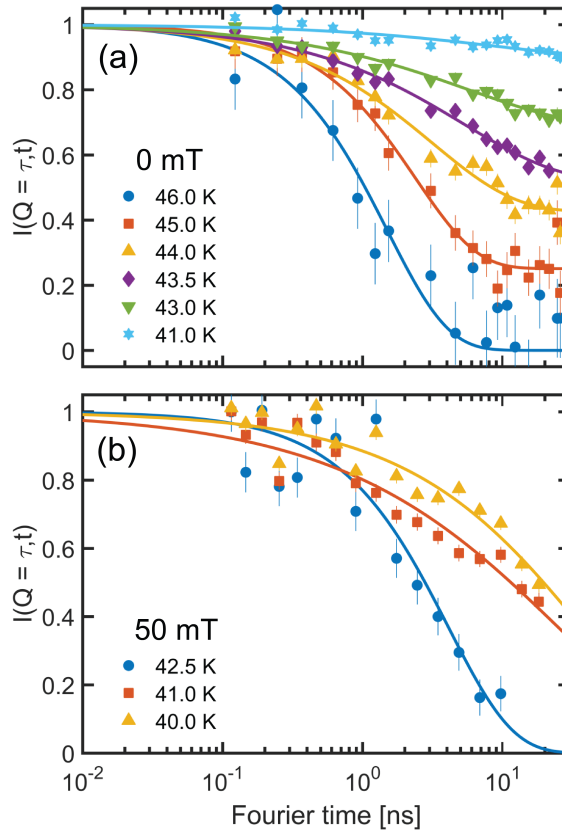 (a)
I(Q = τ,t)
1
0.8
0.6
0.4
0.2
0
0 mT
46.0 K
45.0 K
44.0 K
43.5 K
43.0 K
41.0 K
(b)
I(Q = τ,t)
1
0.8
0.6
0.4
0.2
0
50 mT
42.5 K
41.0 K
40.0 K
10-2 10-1 100 101
Fourier time [ns]